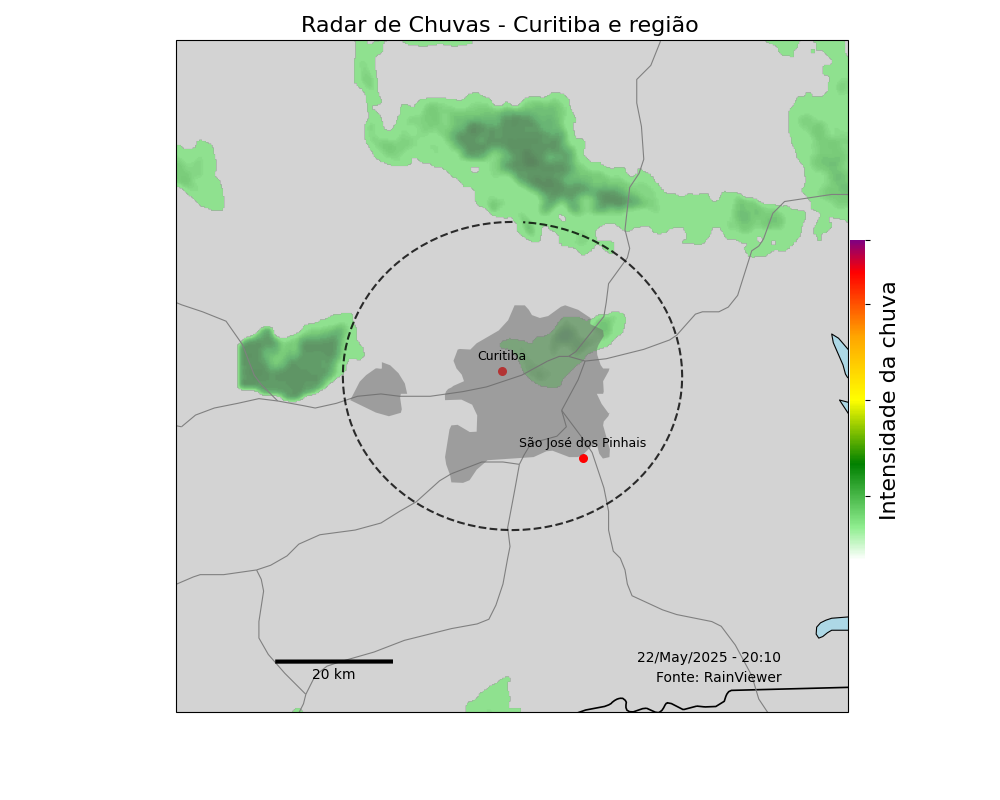 Radar de Chuvas - Curitiba e região
Intensidade da chuva
Curitiba
São José dos Pinhais
22/May/2025 - 20:10
20 km
Fonte: RainViewer